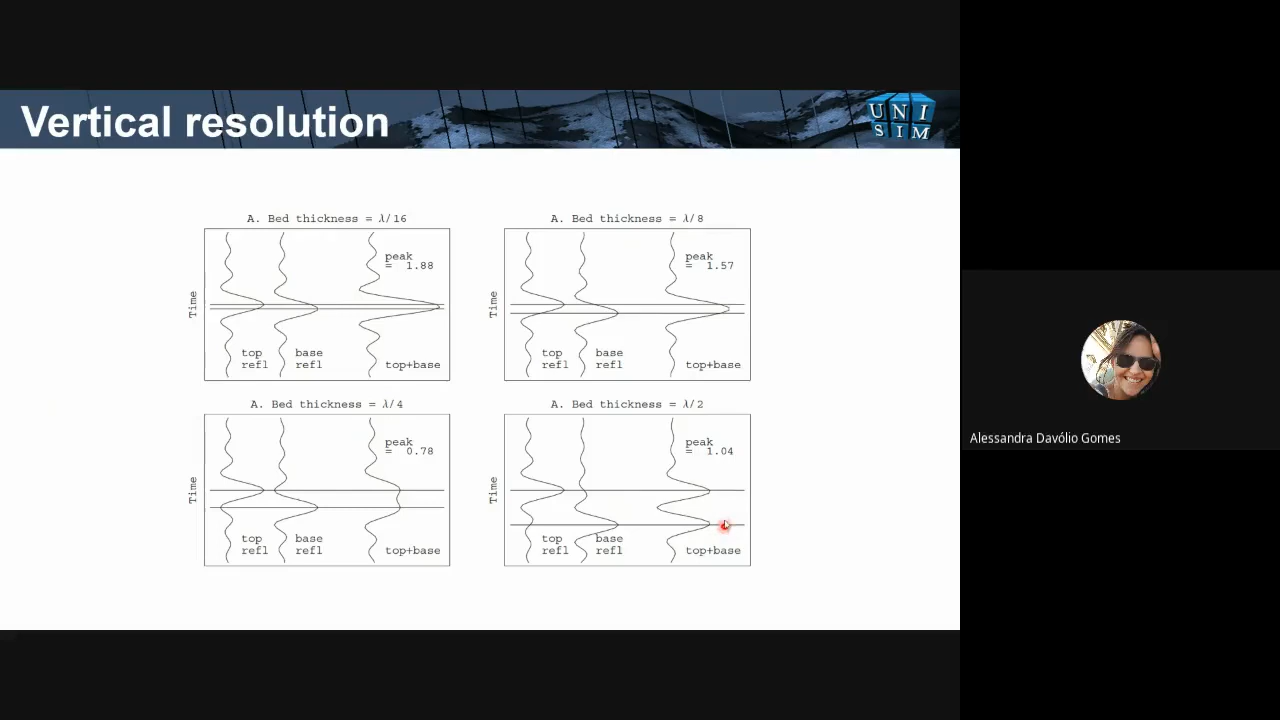 Vertical resolution
UNI
SIM
A. Bed thickness = λ/16
Time
peak
= 1.88
top
refl
base
refl
top+base
A. Bed thickness = λ/8
Time
peak
= 1.57
top
refl
base
refl
top+base
A. Bed thickness = λ/4
Time
peak
= 0.78
top
refl
base
refl
top+base
A. Bed thickness = λ/2
Time
peak
= 1.04
top
refl
base
refl
top+base
Alessandra Davólio Gomes